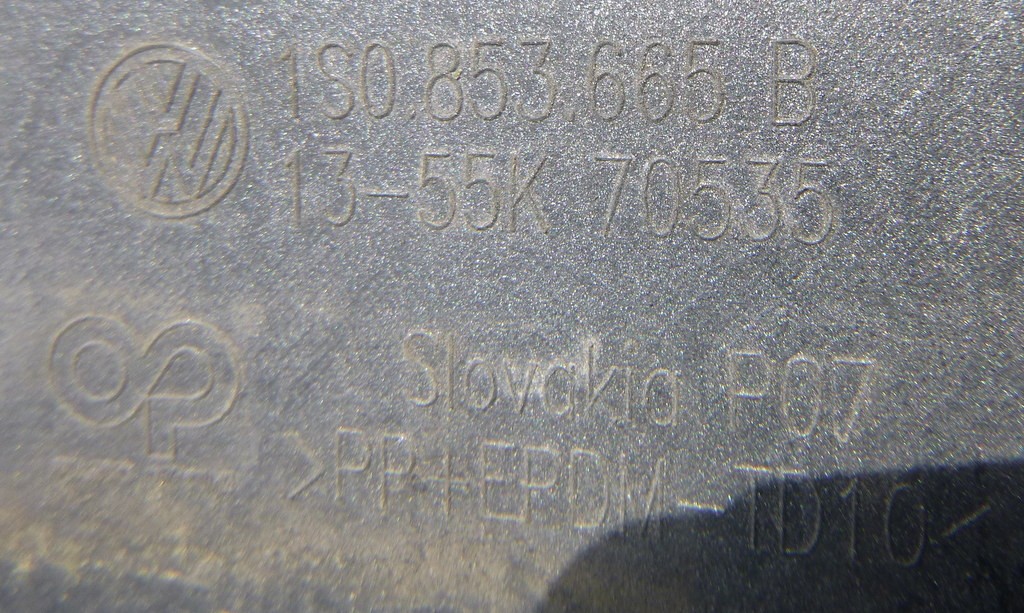 1S0.853.665 B
13-55K 70535
Slovakia P07
>PP+EPDM-TD10<